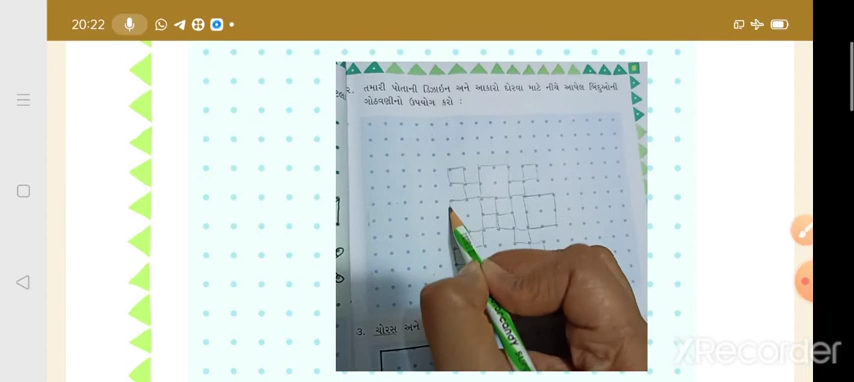 20:22
૨. તમારી પોતાની ડિઝાઇન અને આકારો દોરવા માટે નીચે આપેલ બિંદુઓની
ગોઠવણીનો ઉપયોગ કરો :
3. ચોરસ અને
XRecorder